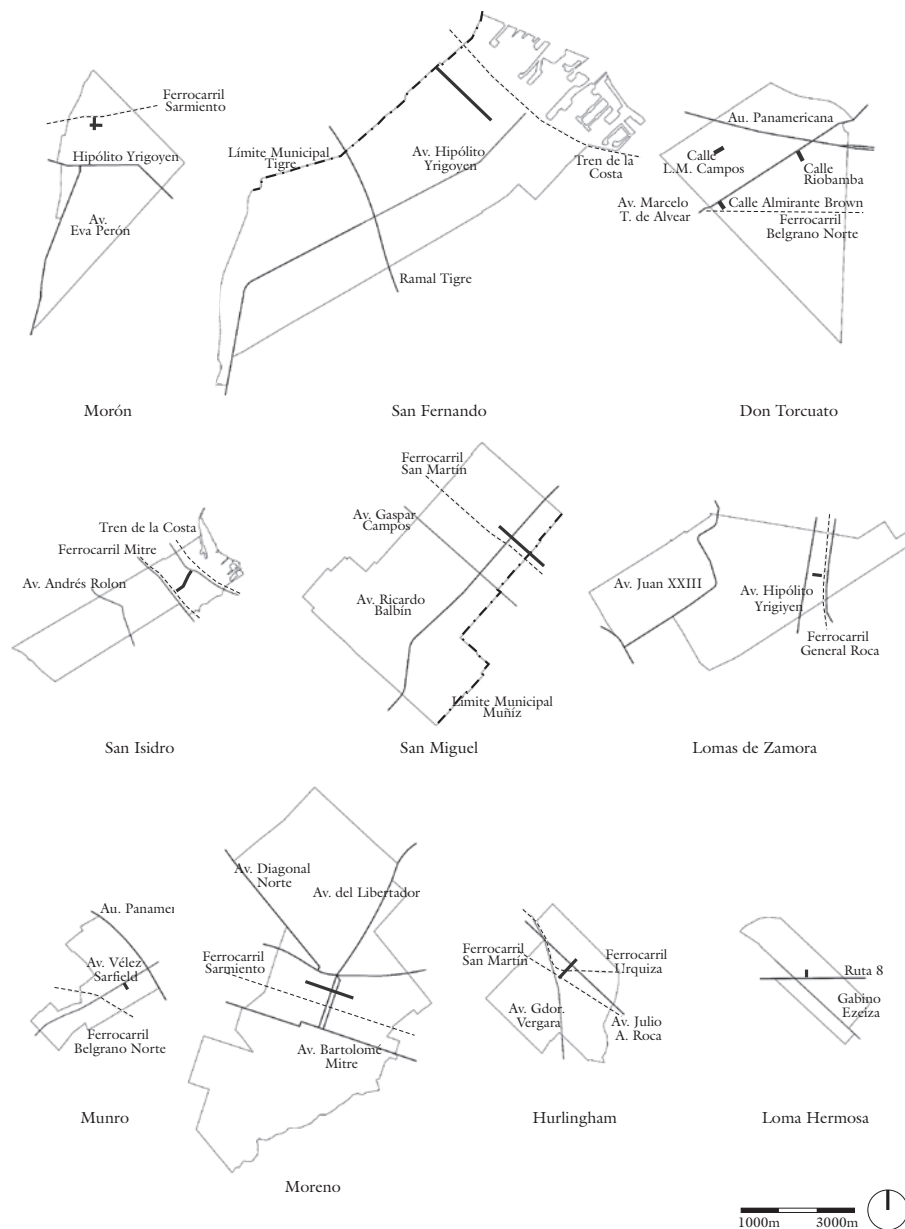 Ferrocarril
Sarmiento
Hipólito Yrigoyen
Av.
Eva Perón
Morón
Límite Municipal
Tigre
Av. Hipólito
Yrigoyen
Tren de la
Costa
Ramal Tigre
San Fernando
Au. Panamericana
Calle
L.M. Campos
Calle
Riobamba
Av. Marcelo
T. de Alvear
Calle Almirante Brown
Ferrocarril
Belgrano Norte
Don Torcuato
Tren de la Costa
Ferrocarril Mitre
Av. Andrés Rolon
San Isidro
Ferrocarril
San Martín
Av. Gaspar
Campos
Av. Ricardo
Balbín
Límite Municipal
Muñíz
San Miguel
Av. Juan XXIII
Av. Hipólito
Yrigiyen
Ferrocarril
General Roca
Lomas de Zamora
Au. Panamer
Av. Vélez
Sarfield
Ferrocarril
Belgrano Norte
Munro
Av. Diagonal
Norte
Av. del Libertador
Ferrocarril
Sarmiento
Av. Bartolomé
Mitre
Moreno
Ferrocarril
San Martín
Ferrocarril
Urquiza
Av. Gdor.
Vergara
Av. Julio
A. Roca
Hurlingham
Ruta 8
Gabino
Ezeiza
Loma Hermosa
1000m
3000m